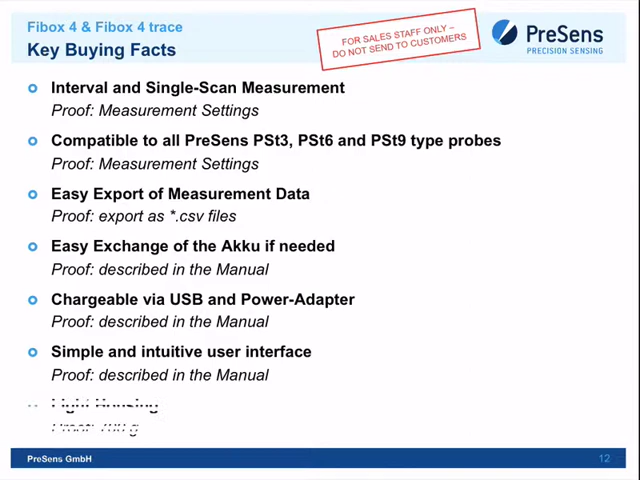 Fibox 4 & Fibox 4 trace
Key Buying Facts
FOR SALES STAFF ONLY –
DO NOT SEND TO CUSTOMERS
PreSens
PRECISION SENSING
Interval and Single-Scan Measurement
Proof: Measurement Settings
Compatible to all PreSens PSt3, PSt6 and PSt9 type probes
Proof: Measurement Settings
Easy Export of Measurement Data
Proof: export as *.csv files
Easy Exchange of the Akku if needed
Proof: described in the Manual
Chargeable via USB and Power-Adapter
Proof: described in the Manual
Simple and intuitive user interface
Proof: described in the Manual
Light Housing
Proof:
PreSens GmbH
12